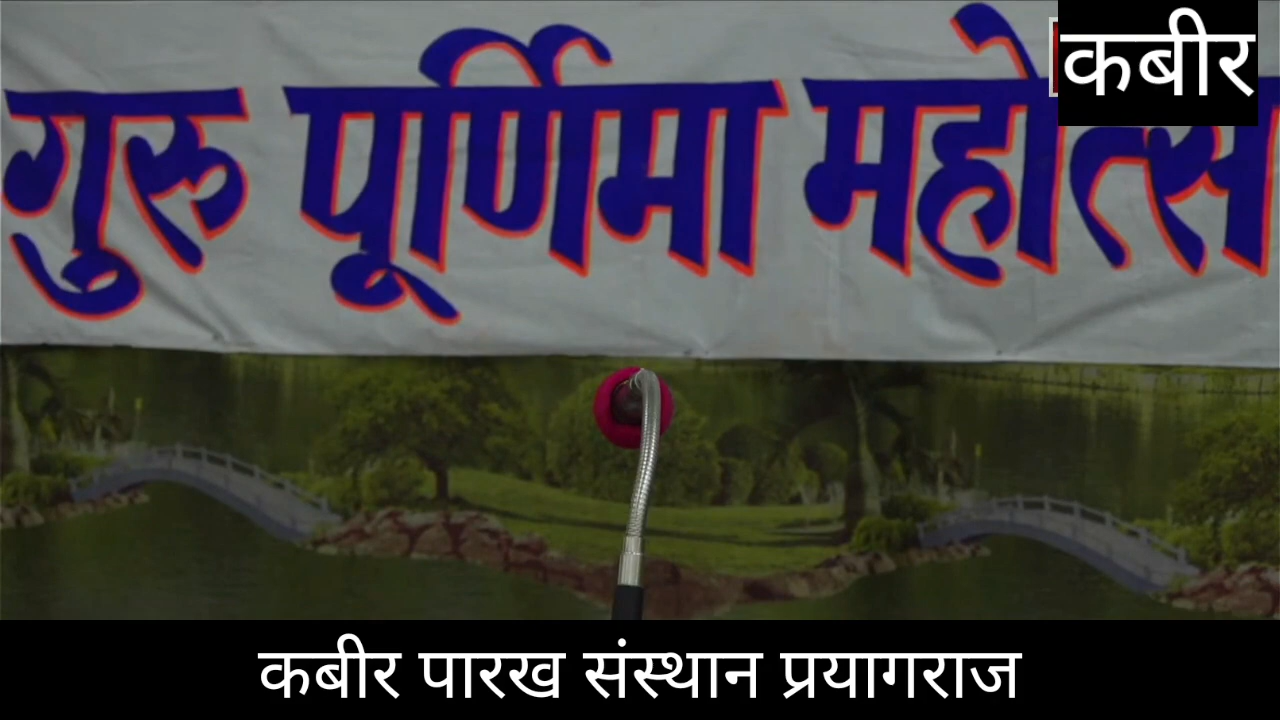 कबीर
गुरु पूर्णिमा महोत्स
कबीर पारख संस्थान प्रयागराज